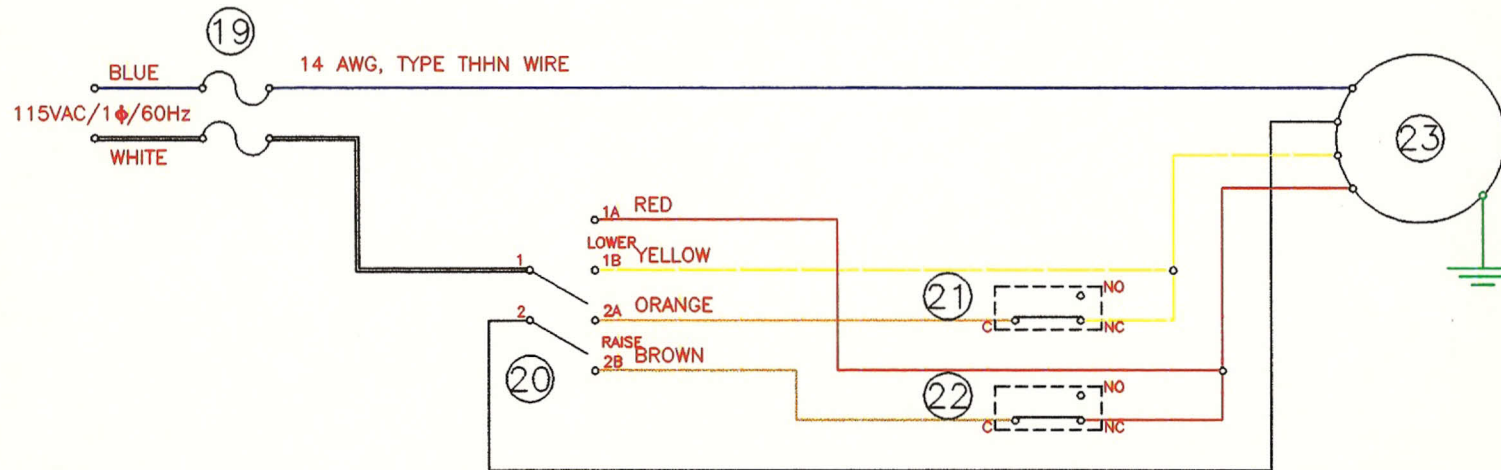 19
BLUE
14 AWG, TYPE THHN WIRE
115VAC/1Φ/60Hz
WHITE
23
1A RED
LOWER
1 1B YELLOW
21 NO
2 2A ORANGE
C NC
RAISE
20 2B BROWN
22 NO
C NC